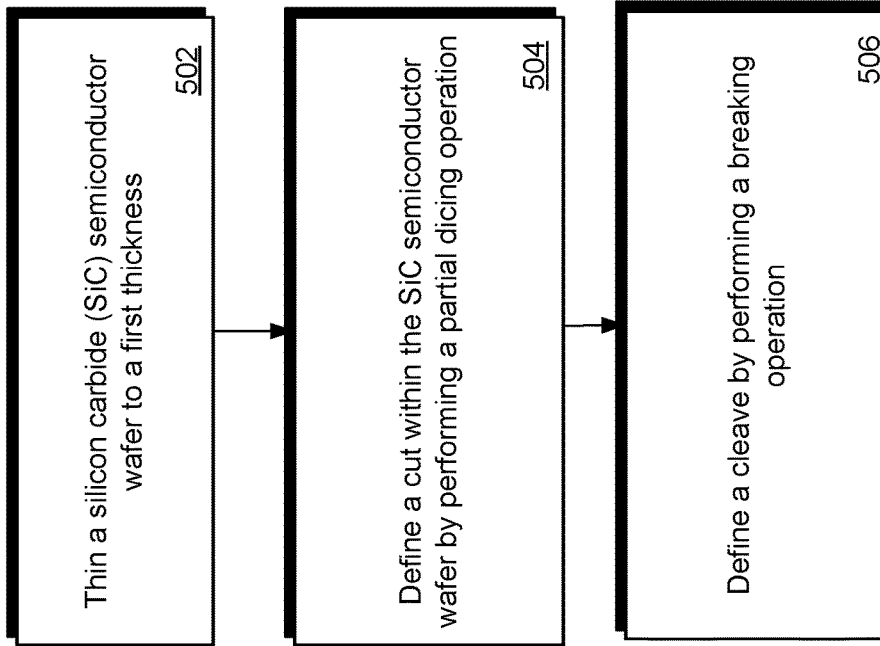 Thin a silicon carbide (SiC) semiconductor
wafer to a first thickness
502
Define a cut within the SiC semiconductor
wafer by performing a partial dicing operation
504
Define a cleave by performing a breaking
operation
506